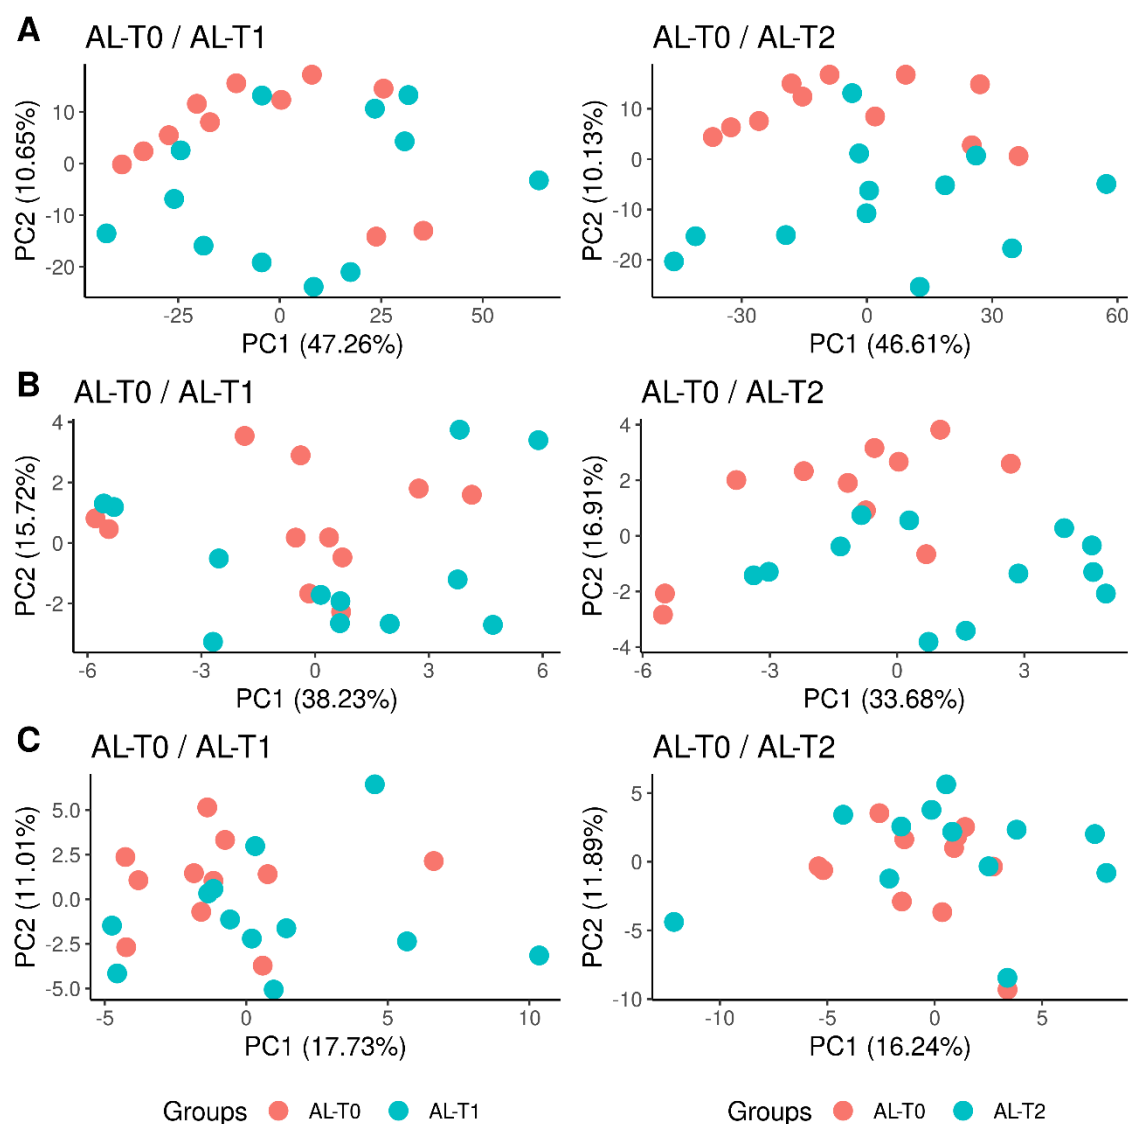 A
AL-T0 / AL-T1
PC2 (10.65%)
10
0
-10
-20
-25
0
25
50
PC1 (47.26%)
AL-T0 / AL-T2
PC2 (10.13%)
10
0
-10
-20
-30
0
30
60
PC1 (46.61%)
B
AL-T0 / AL-T1
PC2 (15.72%)
4
2
0
-2
-6
-3
0
3
6
PC1 (38.23%)
AL-T0 / AL-T2
PC2 (16.91%)
4
2
0
-2
-4
-6
-3
0
3
PC1 (33.68%)
C
AL-T0 / AL-T1
PC2 (11.01%)
5.0
2.5
0.0
-2.5
-5.0
-5
0
5
10
PC1 (17.73%)
AL-T0 / AL-T2
PC2 (11.89%)
5
0
-5
-10
-10
-5
0
5
PC1 (16.24%)
Groups AL-T0 AL-T1
Groups AL-T0 AL-T2